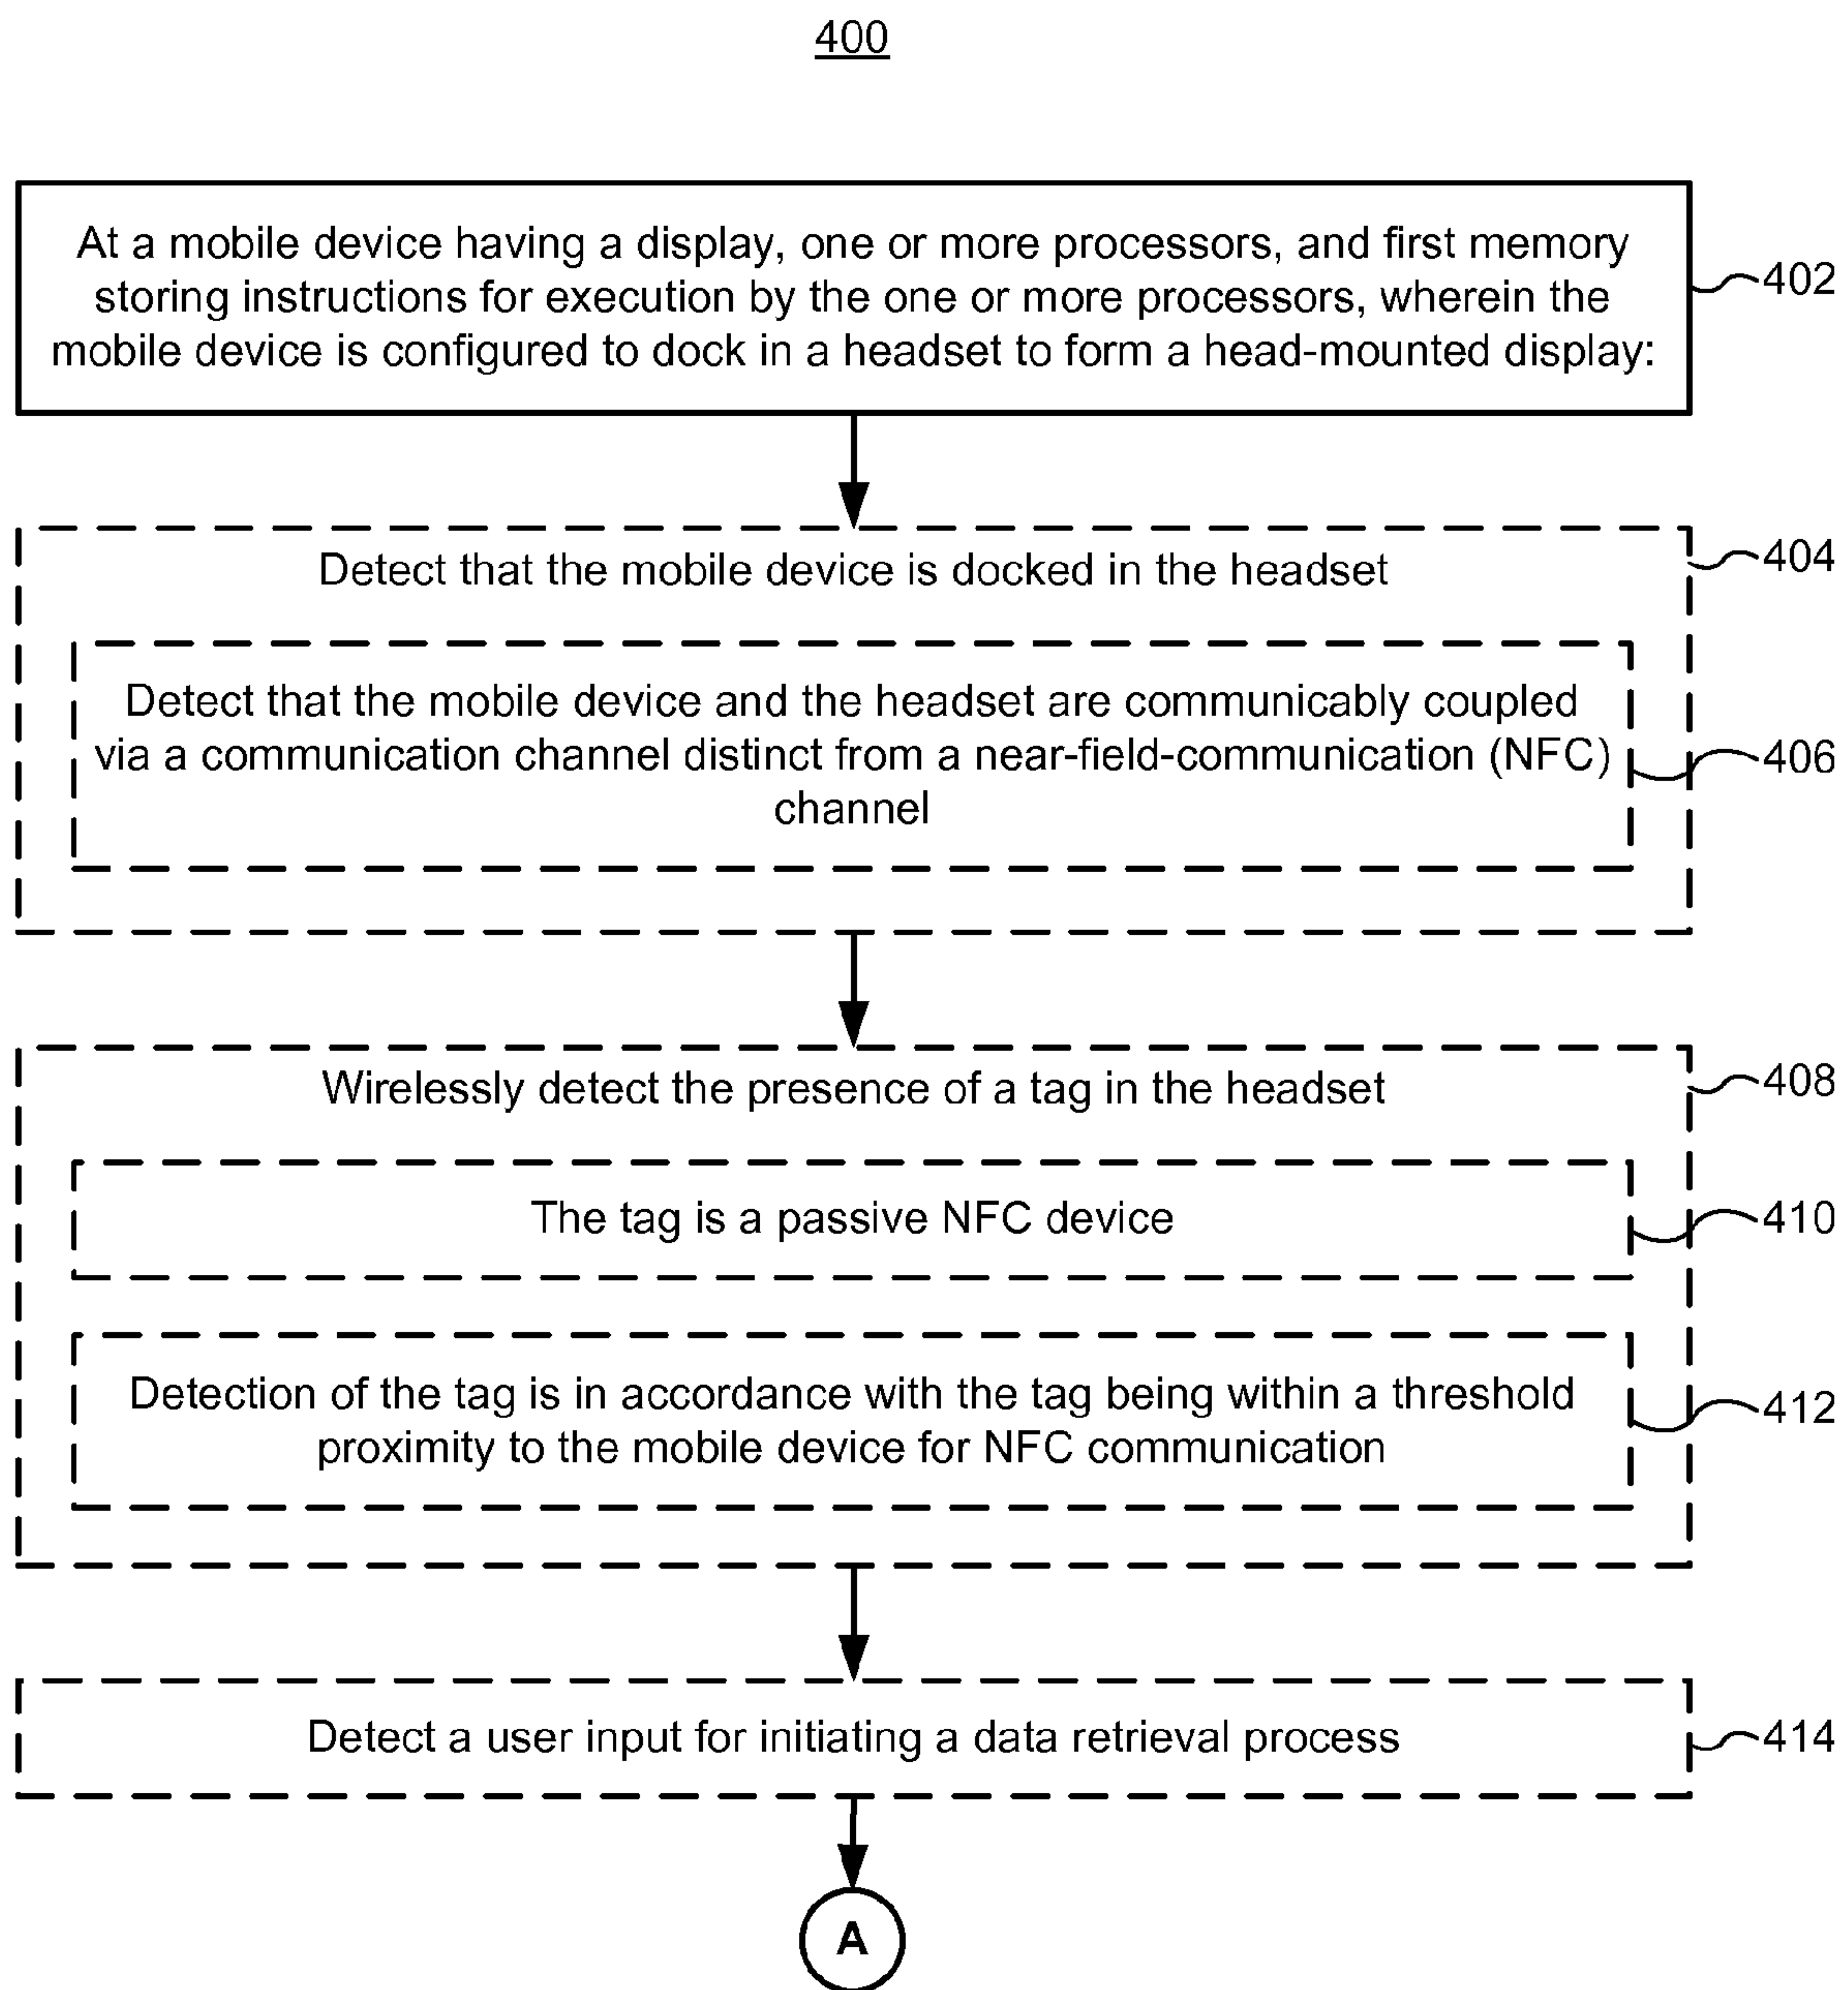 400
At a mobile device having a display, one or more processors, and first memory
storing instructions for execution by the one or more processors, wherein the
mobile device is configured to dock in a headset to form a head-mounted display:
402
Detect that the mobile device is docked in the headset
404
Detect that the mobile device and the headset are communicably coupled
via a communication channel distinct from a near-field-communication (NFC)
channel
406
Wirelessly detect the presence of a tag in the headset
408
The tag is a passive NFC device
410
Detection of the tag is in accordance with the tag being within a threshold
proximity to the mobile device for NFC communication
412
Detect a user input for initiating a data retrieval process
414
A